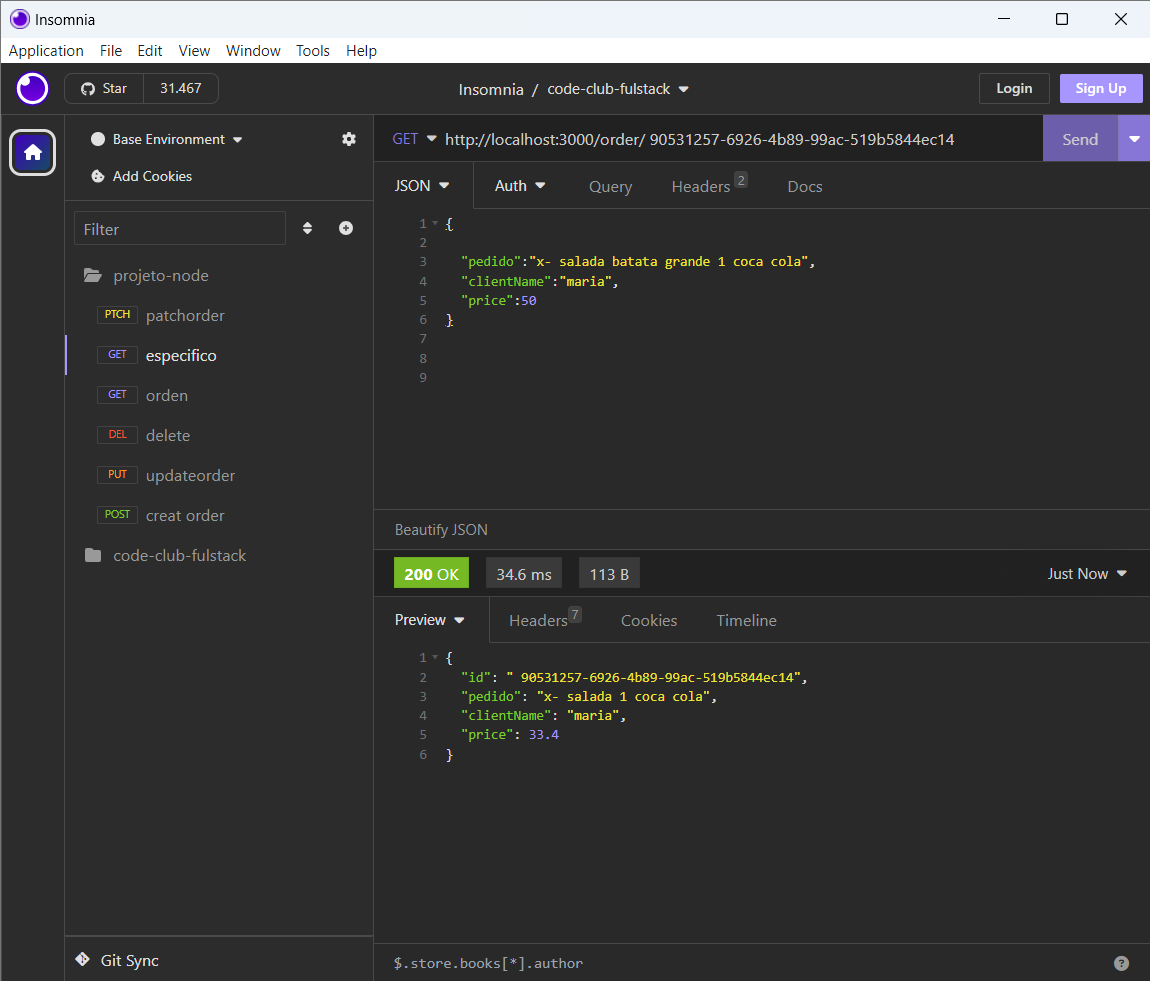 Insomnia
Application File Edit View Window Tools Help
Star 31.467
Insomnia / code-club-fulstack
Login Sign Up
Base Environment
Add Cookies
Filter
projeto-node
PTCH patchorder
GET especifico
GET orden
DEL delete
PUT updateorder
POST creat order
code-club-fulstack
Git Sync
GET http://localhost:3000/order/ 90531257-6926-4b89-99ac-519b5844ec14 Send
JSON Auth Query Headers 2 Docs
1 {
2
3 "pedido":"x- salada batata grande 1 coca cola",
4 "clientName":"maria",
5 "price":50
6 }
7
8
9
Beautify JSON
200 OK 34.6 ms 113 B Just Now
Preview Headers 7 Cookies Timeline
1 {
2 "id": " 90531257-6926-4b89-99ac-519b5844ec14",
3 "pedido": "x- salada 1 coca cola",
4 "clientName": "maria",
5 "price": 33.4
6 }
$.store.books[*].author ?